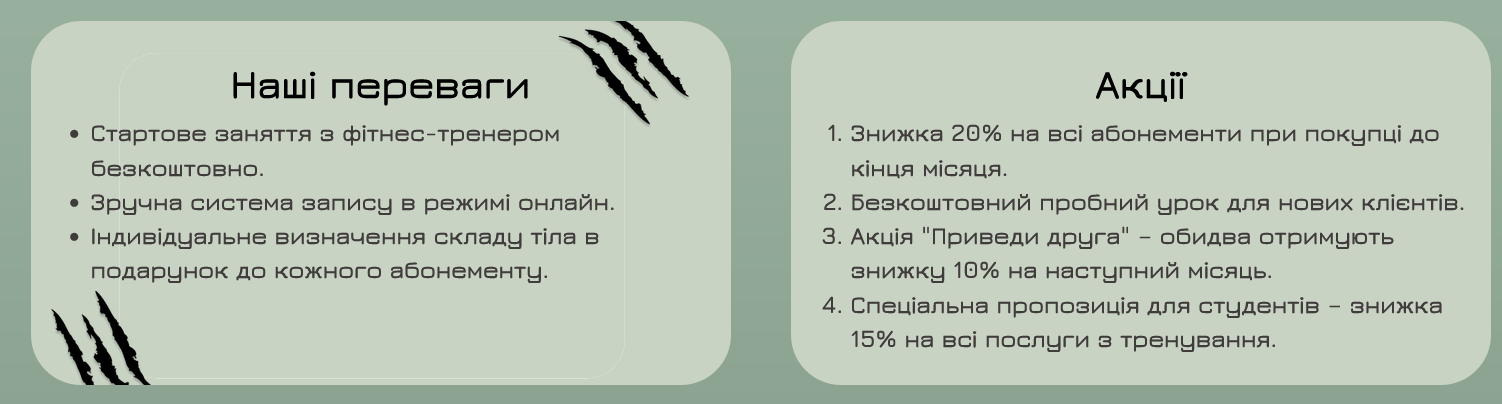 Наші переваги
• Стартове заняття з фітнес-тренером
безкоштовно.
• Зручна система запису в режимі онлайн.
• Індивідуальне визначення складу тіла в
подарунок до кожного абонементу.
Акції
1. Знижка 20% на всі абонементи при покупці до
кінця місяця.
2. Безкоштовний пробний урок для нових клієнтів.
3. Акція "Приведи друга" – обидва отримують
знижку 10% на наступний місяць.
4. Спеціальна пропозиція для студентів – знижка
15% на всі послуги з тренування.